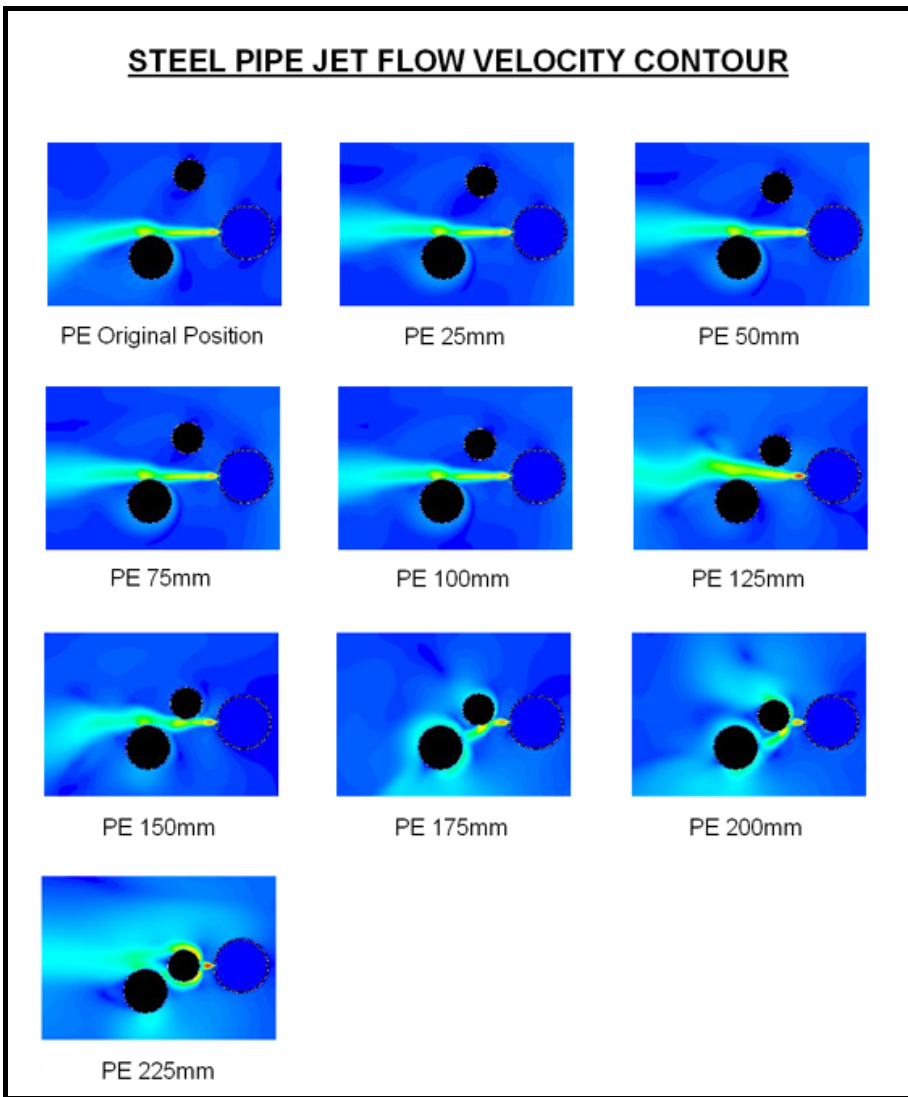 STEEL PIPE JET FLOW VELOCITY CONTOUR
PE Original Position
PE 25mm
PE 50mm
PE 75mm
PE 100mm
PE 125mm
PE 150mm
PE 175mm
PE 200mm
PE 225mm